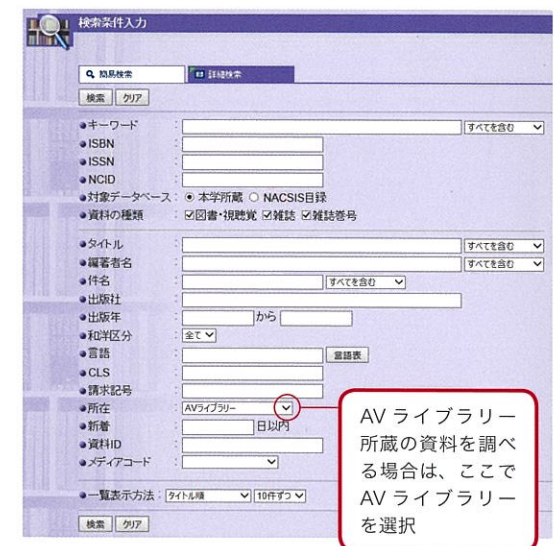 検索条件入力
簡易検索 詳細検索
検索 クリア
●キーワード : すべてを含む
●ISBN :
●ISSN :
●NCID :
●対象データベース : 本学所蔵 NACSIS目録
●資料の種類 : 図書・視聴覚 雑誌 雑誌巻号
●タイトル : すべてを含む
●編著者名 : すべてを含む
●件名 : すべてを含む
●出版社 :
●出版年 : から
●和洋区分 : 全て
●言語 : 言語表
●CLS :
●請求記号 :
●所在 : AVライブラリー
●新着 : 日以内
●資料ID :
●メディアコード :
●一覧表示方法 : タイトル順 10件ずつ
検索 クリア
AV ライブラリー
所蔵の資料を調べ
る場合は、ここで
AV ライブラリー
を選択